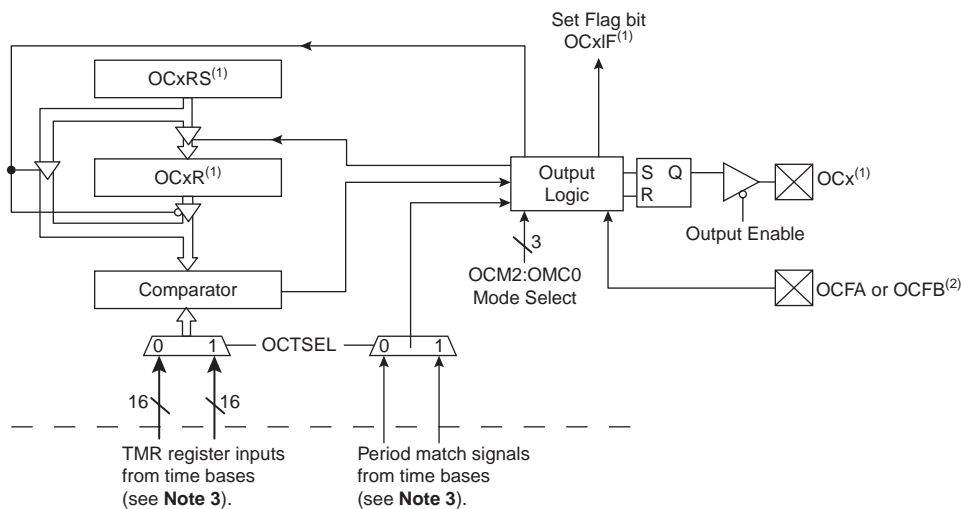 Set Flag bit
OCxIF(1)
OCxRS(1)
OCxR(1)
Output
Logic
S Q
R
OCx(1)
Output Enable
3
OCM2:OMC0
Mode Select
Comparator
OCFA or OCFB(2)
0 1
OCTSEL
0 1
16
16
TMR register inputs
from time bases
(see Note 3).
Period match signals
from time bases
(see Note 3).